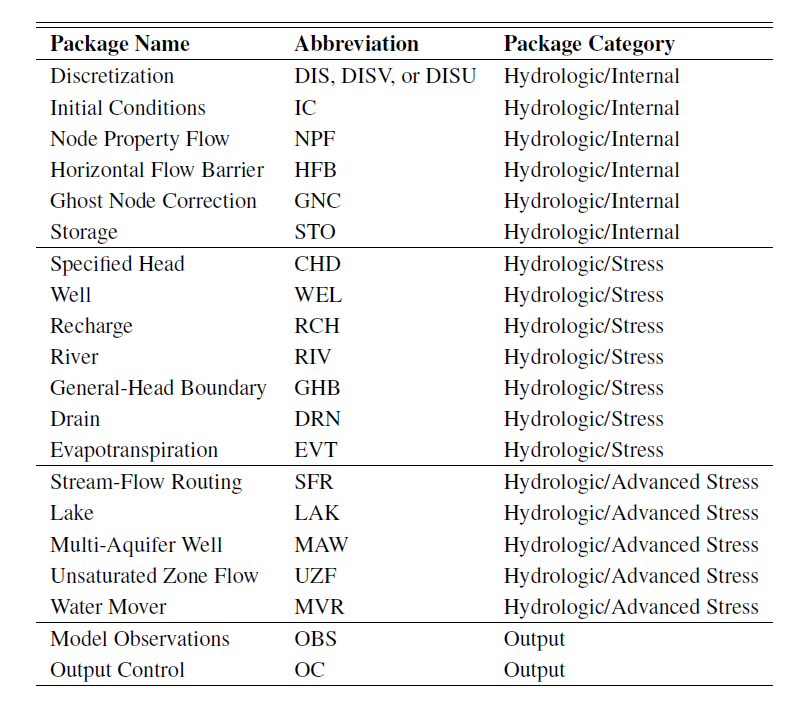 Package Name Abbreviation Package Category
Discretization DIS, DISV, or DISU Hydrologic/Internal
Initial Conditions IC Hydrologic/Internal
Node Property Flow NPF Hydrologic/Internal
Horizontal Flow Barrier HFB Hydrologic/Internal
Ghost Node Correction GNC Hydrologic/Internal
Storage STO Hydrologic/Internal
Specified Head CHD Hydrologic/Stress
Well WEL Hydrologic/Stress
Recharge RCH Hydrologic/Stress
River RIV Hydrologic/Stress
General-Head Boundary GHB Hydrologic/Stress
Drain DRN Hydrologic/Stress
Evapotranspiration EVT Hydrologic/Stress
Stream-Flow Routing SFR Hydrologic/Advanced Stress
Lake LAK Hydrologic/Advanced Stress
Multi-Aquifer Well MAW Hydrologic/Advanced Stress
Unsaturated Zone Flow UZF Hydrologic/Advanced Stress
Water Mover MVR Hydrologic/Advanced Stress
Model Observations OBS Output
Output Control OC Output